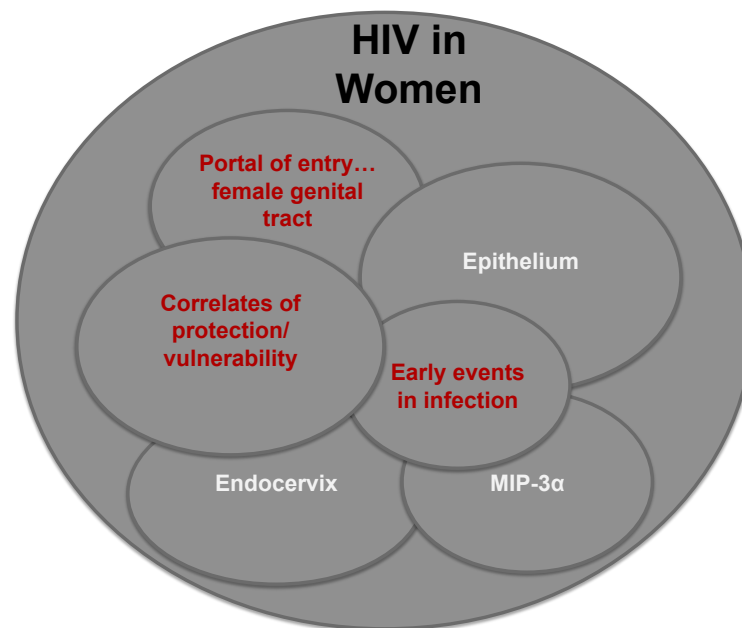 HIV in
Women
Portal of entry…
female genital
tract
Epithelium
Correlates of
protection/
vulnerability
Early events
in infection
Endocervix
MIP-3α